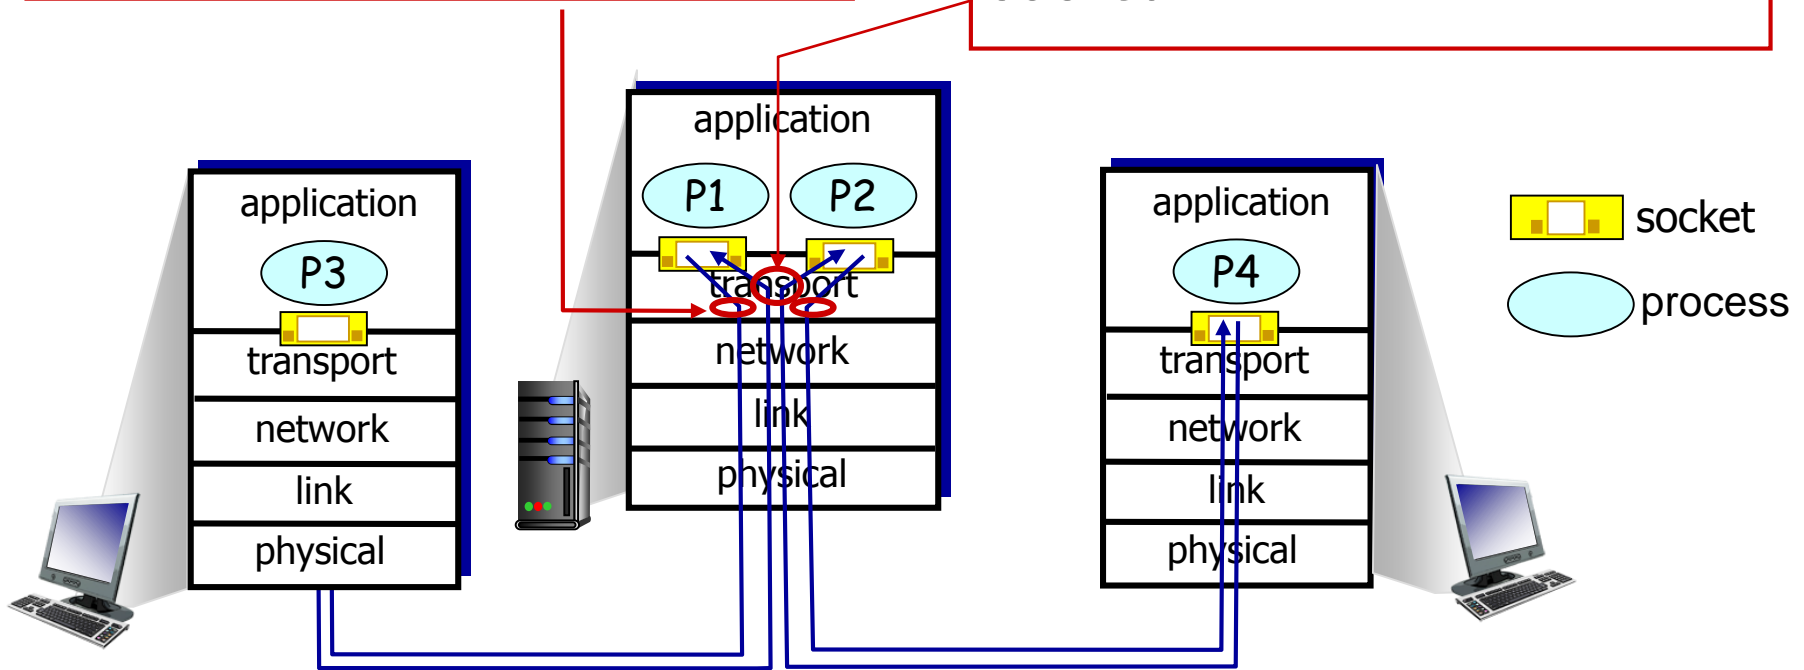 application
P1 P2
transport
network
link
physical
application
P3
transport
network
link
physical
application
P4
transport
network
link
physical
socket
process